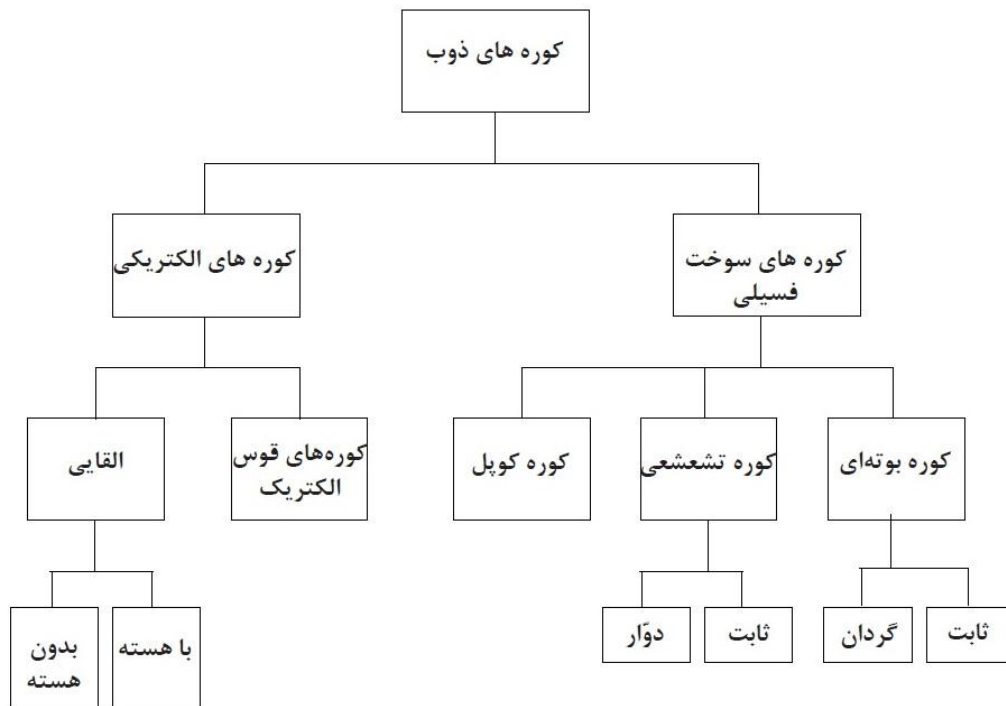 کوره های ذوب
کوره های سوخت
فسیلی
کوره های الکتریکی
کوره بوته‌ای
کوره تشعشعی
کوره کوپل
کوره‌های قوس
الکتریک
القایی
ثابت
گردان
ثابت
دوّار
با هسته
بدون
هسته